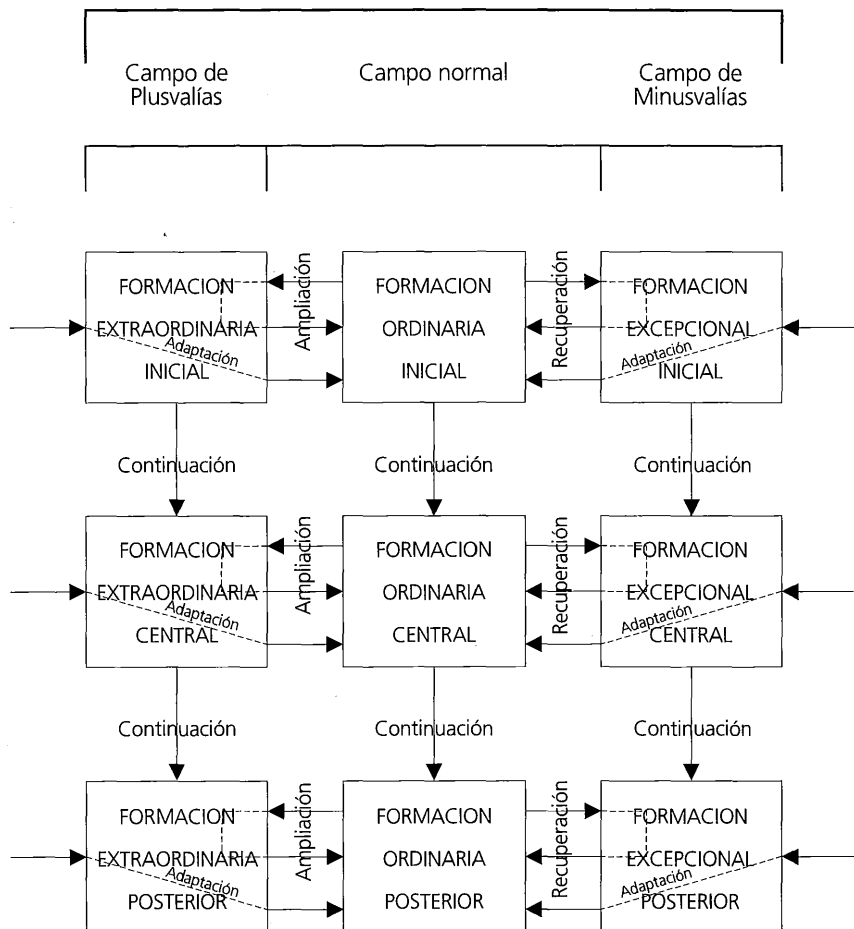 Campo de
Plusvalías
Campo normal
Campo de
Minusvalías
FORMACION
EXTRAORDINARIA
Adaptación
INICIAL
Ampliación
FORMACION
ORDINARIA
INICIAL
Recuperación
FORMACION
EXCEPCIONAL
Adaptación
INICIAL
Continuación
Continuación
Continuación
FORMACION
EXTRAORDINARIA
Adaptación
CENTRAL
Ampliación
FORMACION
ORDINARIA
CENTRAL
Recuperación
FORMACION
EXCEPCIONAL
Adaptación
CENTRAL
Continuación
Continuación
Continuación
FORMACION
EXTRAORDINARIA
Adaptación
POSTERIOR
Ampliación
FORMACION
ORDINARIA
POSTERIOR
Recuperación
FORMACION
EXCEPCIONAL
Adaptación
POSTERIOR